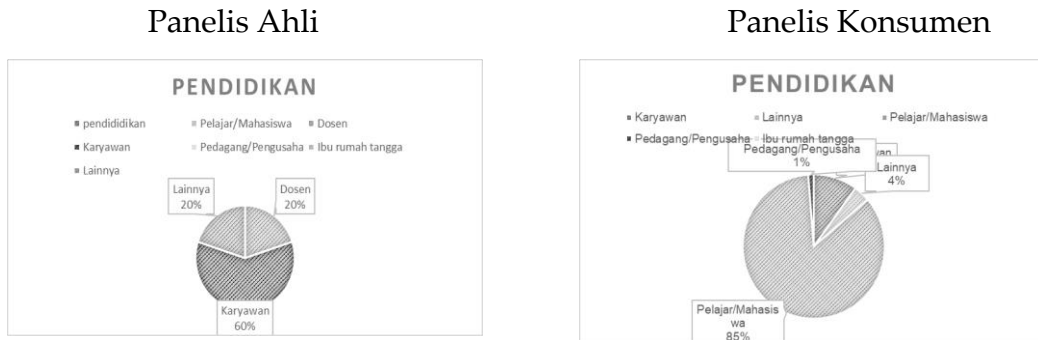 Panelis Ahli
Panelis Konsumen
PENDIDIKAN
pendididikan
Pelajar/Mahasiswa
Dosen
Karyawan
Pedagang/Pengusaha
Ibu rumah tangga
Lainnya
Lainnya
20%
Dosen
20%
Karyawan
60%
PENDIDIKAN
Karyawan
Lainnya
Pelajar/Mahasiswa
Pedagang/Pengusaha
Ibu rumah tangga
Pedagang/Pengusaha
1%
Lainnya
4%
Pelajar/Mahasis
wa
85%